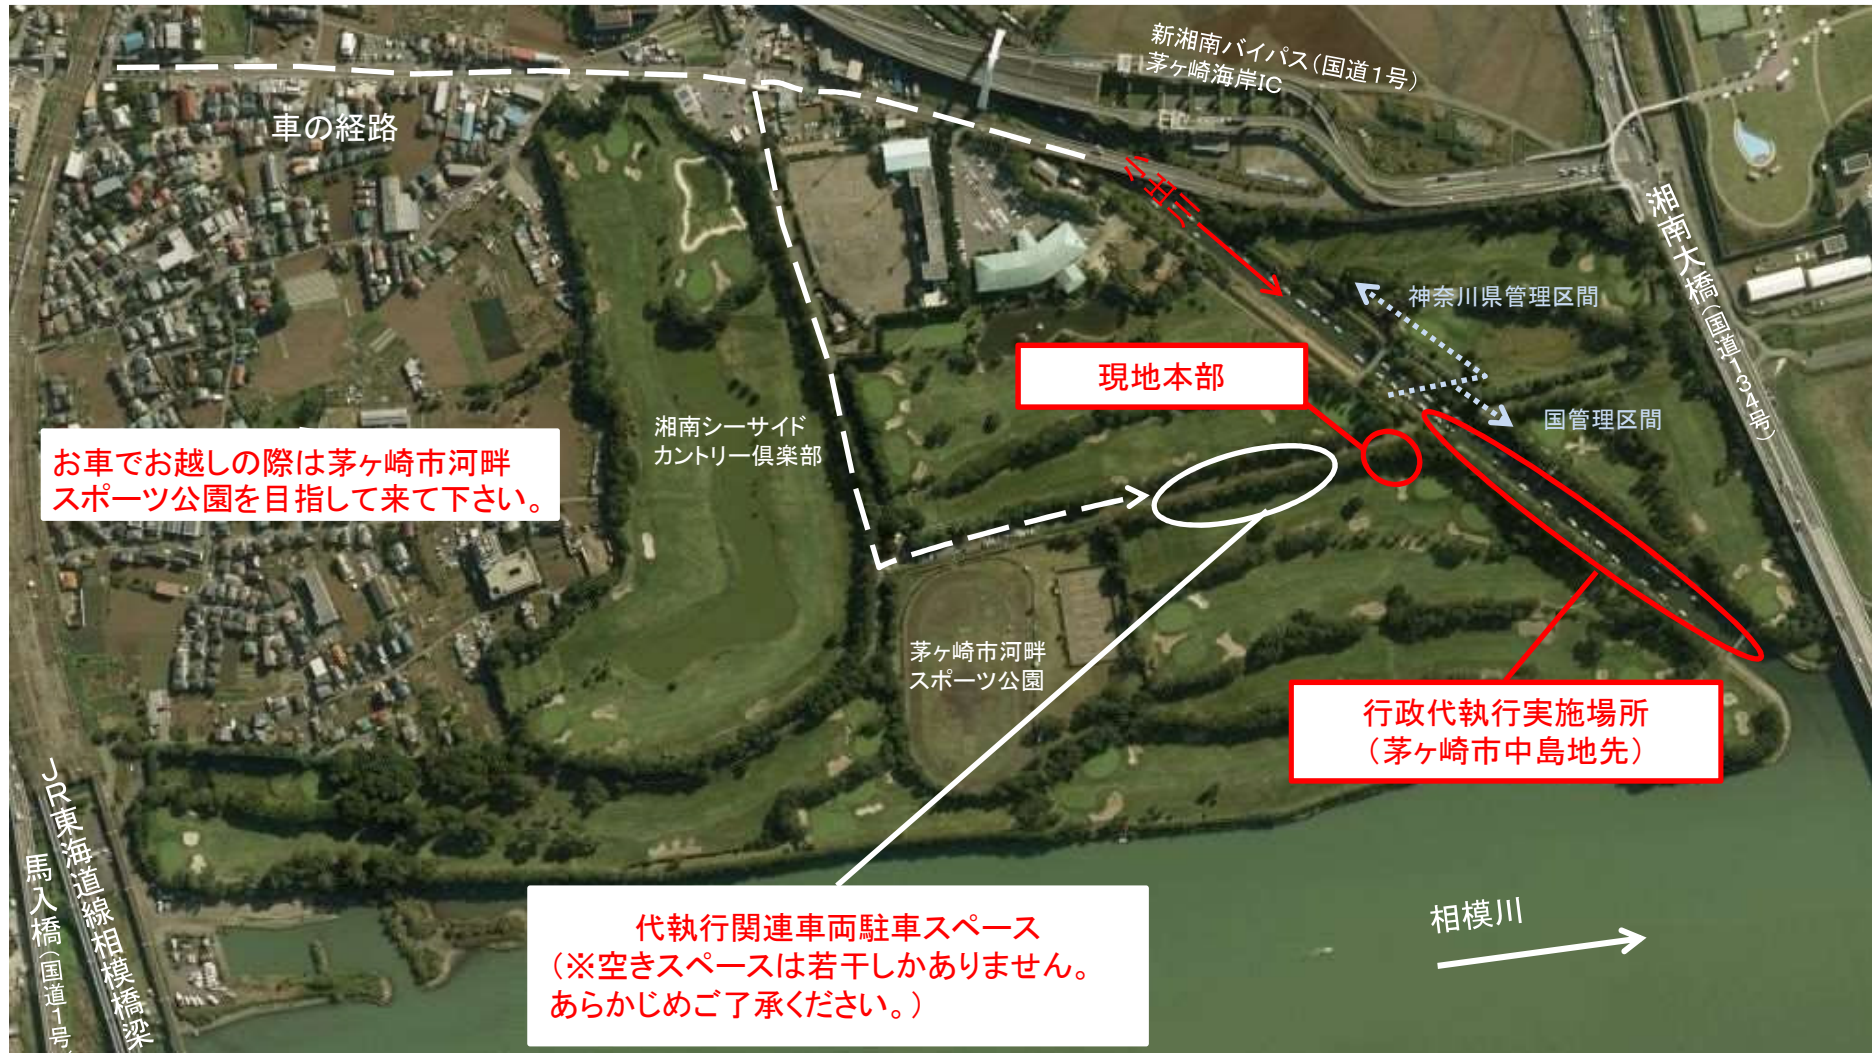 新湘南バイパス（国道１号）
茅ヶ崎海岸IC
車の経路
小出川
湘南大橋（国道１３４号）
神奈川県管理区間
現地本部
国管理区間
湘南シーサイド
カントリー倶楽部
お車でお越しの際は茅ヶ崎市河畔
スポーツ公園を目指して来て下さい。
茅ヶ崎市河畔
スポーツ公園
行政代執行実施場所
（茅ヶ崎市中島地先）
ＪＲ東海道線相模橋梁
馬入橋（国道１号
代執行関連車両駐車スペース
（※空きスペースは若干しかありません。
あらかじめご了承ください。）
相模川